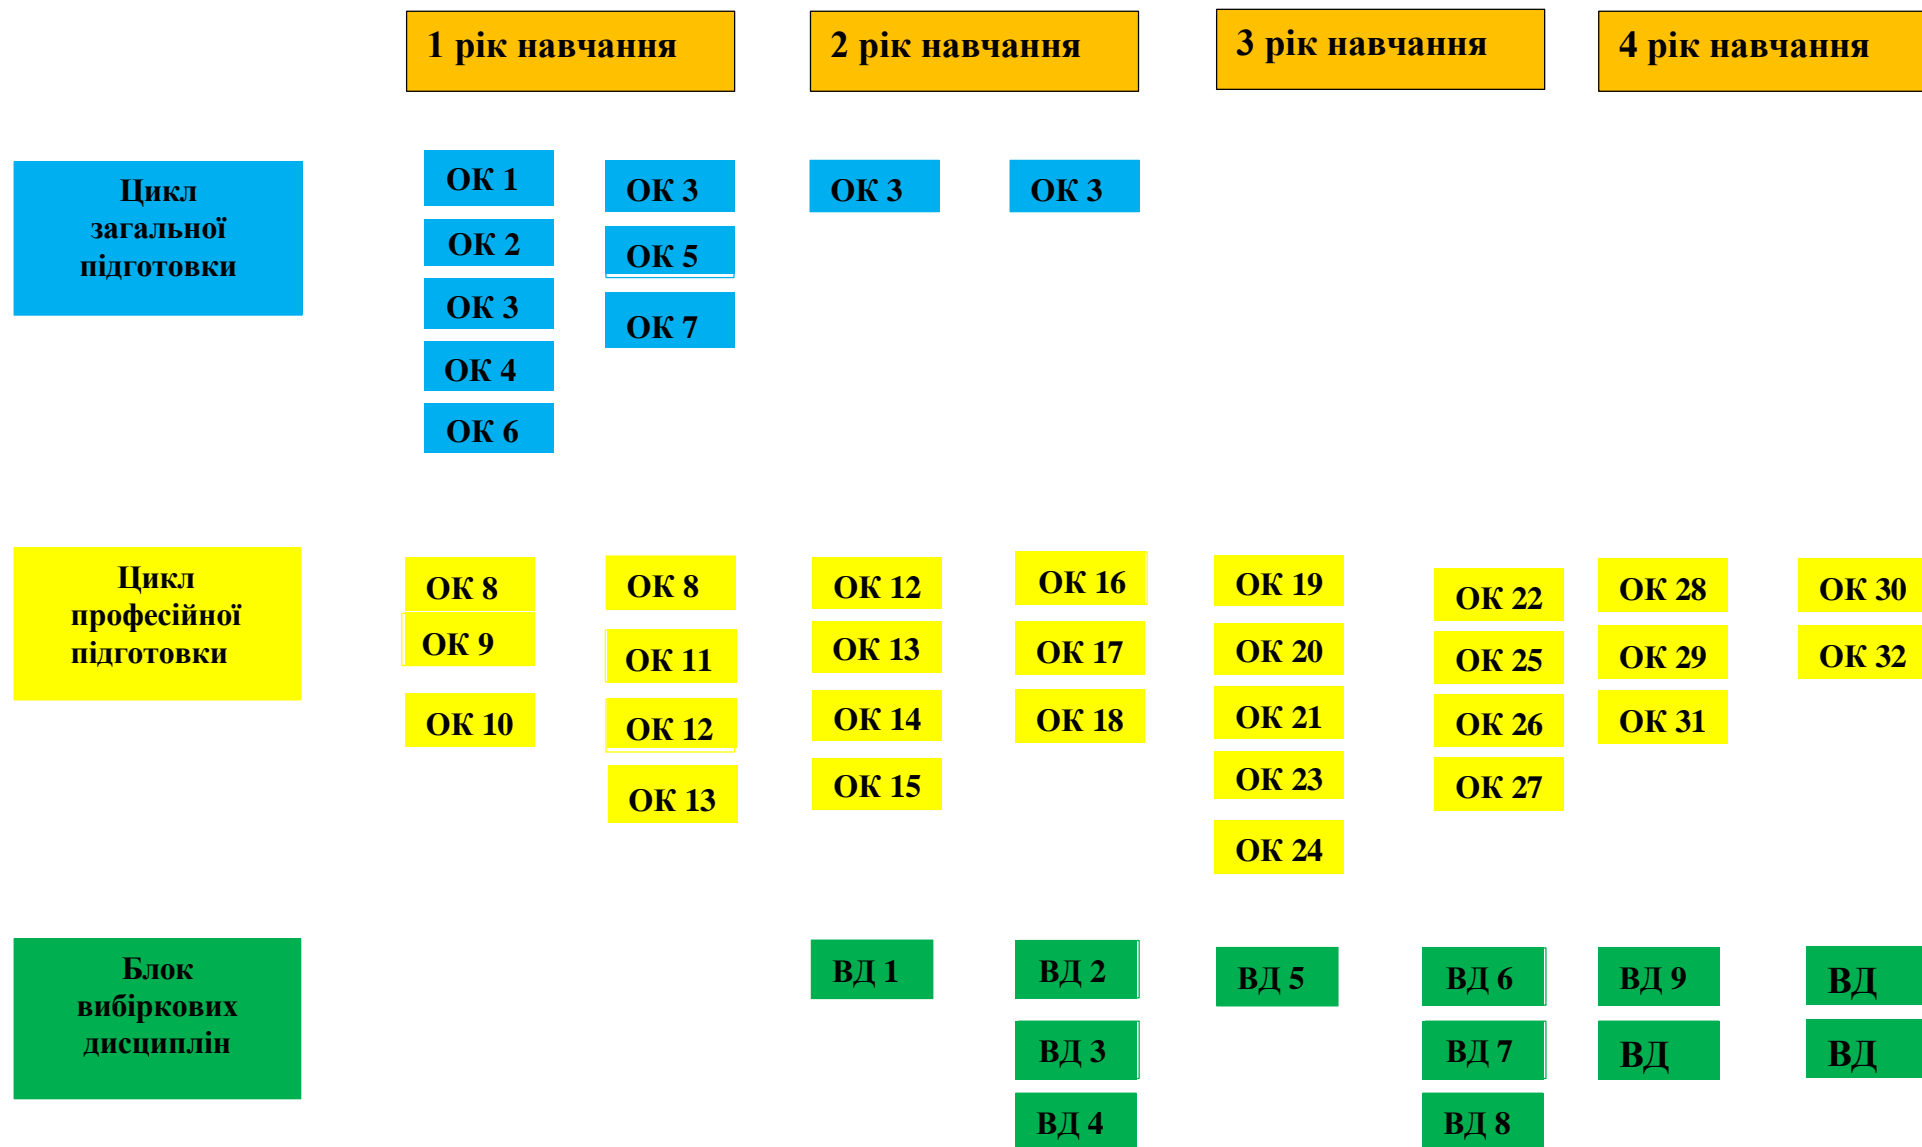 1 рік навчання
2 рік навчання
3 рік навчання
4 рік навчання
Цикл
загальної
підготовки
ОК 1
ОК 2
ОК 3
ОК 4
ОК 6
ОК 3
ОК 5
ОК 7
ОК 3
ОК 3
Цикл
професійної
підготовки
ОК 8
ОК 9
ОК 10
ОК 8
ОК 11
ОК 12
ОК 13
ОК 12
ОК 13
ОК 14
ОК 15
ОК 16
ОК 17
ОК 18
ОК 19
ОК 20
ОК 21
ОК 23
ОК 24
ОК 22
ОК 25
ОК 26
ОК 27
ОК 28
ОК 29
ОК 31
ОК 30
ОК 32
Блок
вибіркових
дисциплін
ВД 1
ВД 2
ВД 3
ВД 4
ВД 5
ВД 6
ВД 7
ВД 8
ВД 9
ВД
ВД
ВД